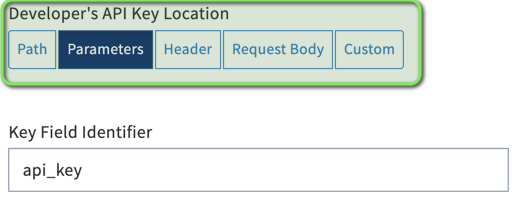 Developer's API Key Location
Path Parameters Header Request Body Custom
Key Field Identifier
api_key